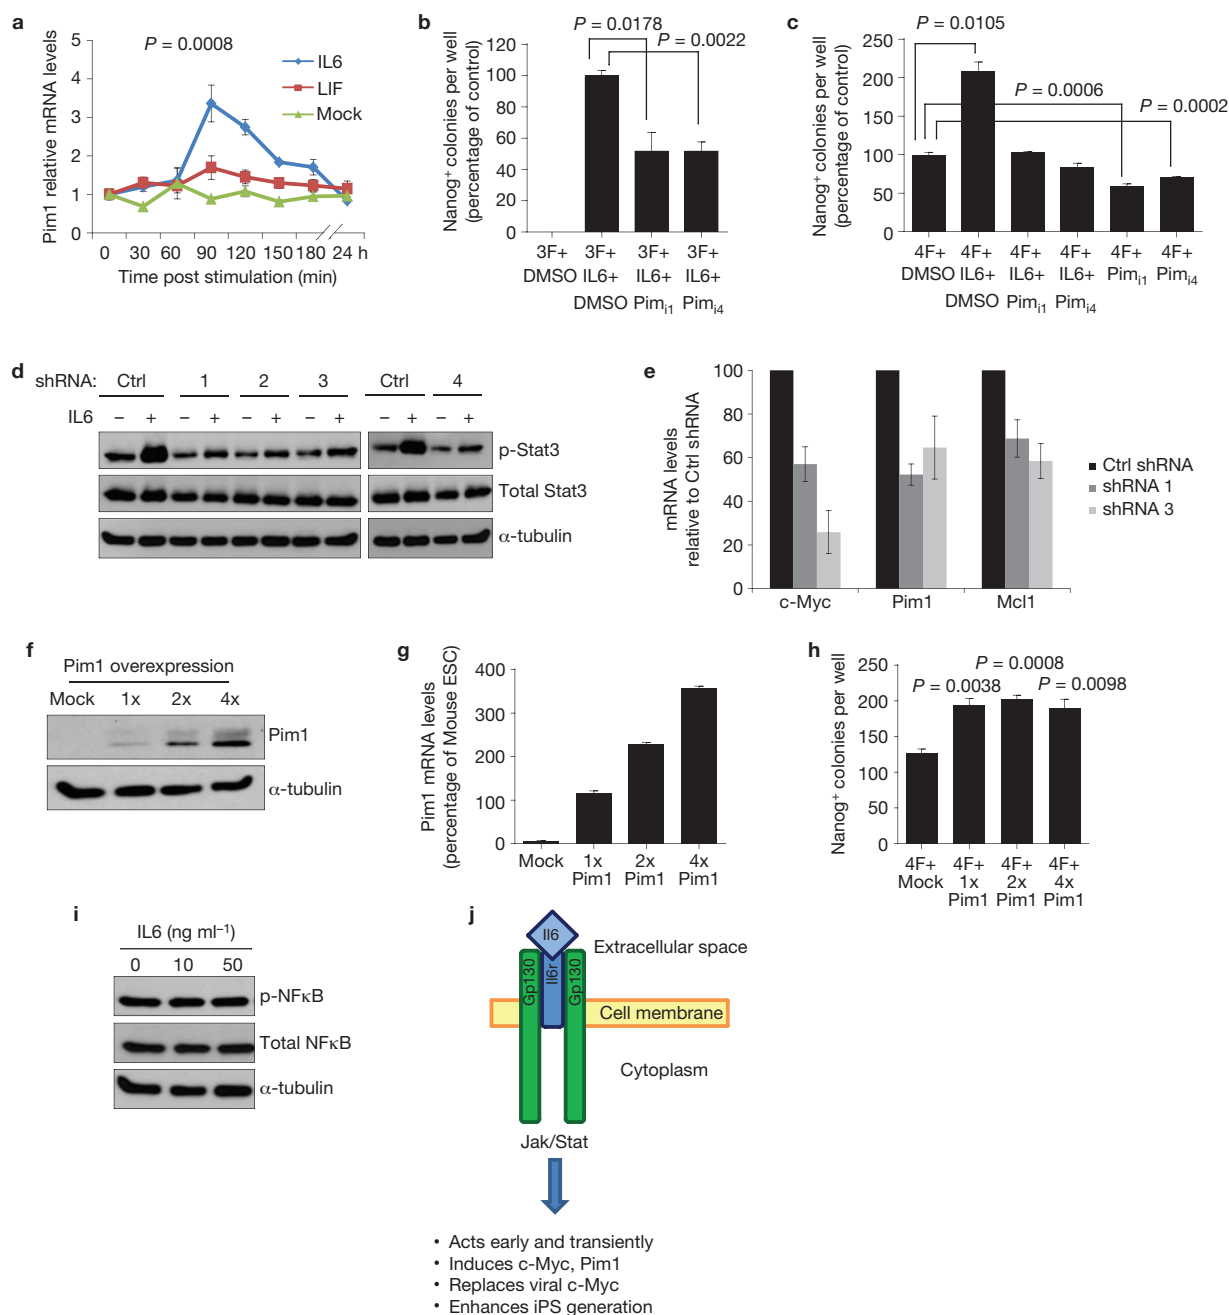 a
Pim1 relative mRNA levels
5
4
3
2
1
0
P = 0.0008
IL6
LIF
Mock
0 30 60 90 120 150 180 24 h
Time post stimulation (min)
b
Nanog+ colonies per well
(percentage of control)
120
100
80
60
40
20
0
P = 0.0178
P = 0.0022
3F+ 3F+ 3F+ 3F+
DMSO IL6+ IL6+ IL6+
DMSO Pimi1 Pimi4
c
Nanog+ colonies per well
(percentage of control)
250
200
150
100
50
0
P = 0.0105
P = 0.0006
P = 0.0002
4F+ 4F+ 4F+ 4F+ 4F+ 4F+
DMSO IL6+ IL6+ IL6+ Pimi1 Pimi4
DMSO Pimi1 Pimi4
d
shRNA: Ctrl 1 2 3 Ctrl 4
IL6 – + – + – + – + – + – +
p-Stat3
Total Stat3
α-tubulin
e
mRNA levels
relative to Ctrl shRNA
100
80
60
40
20
0
c-Myc Pim1 Mcl1
Ctrl shRNA
shRNA 1
shRNA 3
f
Pim1 overexpression
Mock 1x 2x 4x
Pim1
α-tubulin
g
Pim1 mRNA levels
(percentage of Mouse ESC)
400
300
200
100
0
Mock 1x 2x 4x
Pim1 Pim1 Pim1
h
Nanog+ colonies per well
250
200
150
100
50
0
P = 0.0008
P = 0.0038 P = 0.0098
4F+ 4F+ 4F+ 4F+
Mock 1x 2x 4x
Pim1 Pim1 Pim1
i
IL6 (ng ml–1)
0 10 50
p-NFκB
Total NFκB
α-tubulin
j
Il6
Gp130
Il6r
Gp130
Extracellular space
Cell membrane
Cytoplasm
Jak/Stat
• Acts early and transiently
• Induces c-Myc, Pim1
• Replaces viral c-Myc
• Enhances iPS generation